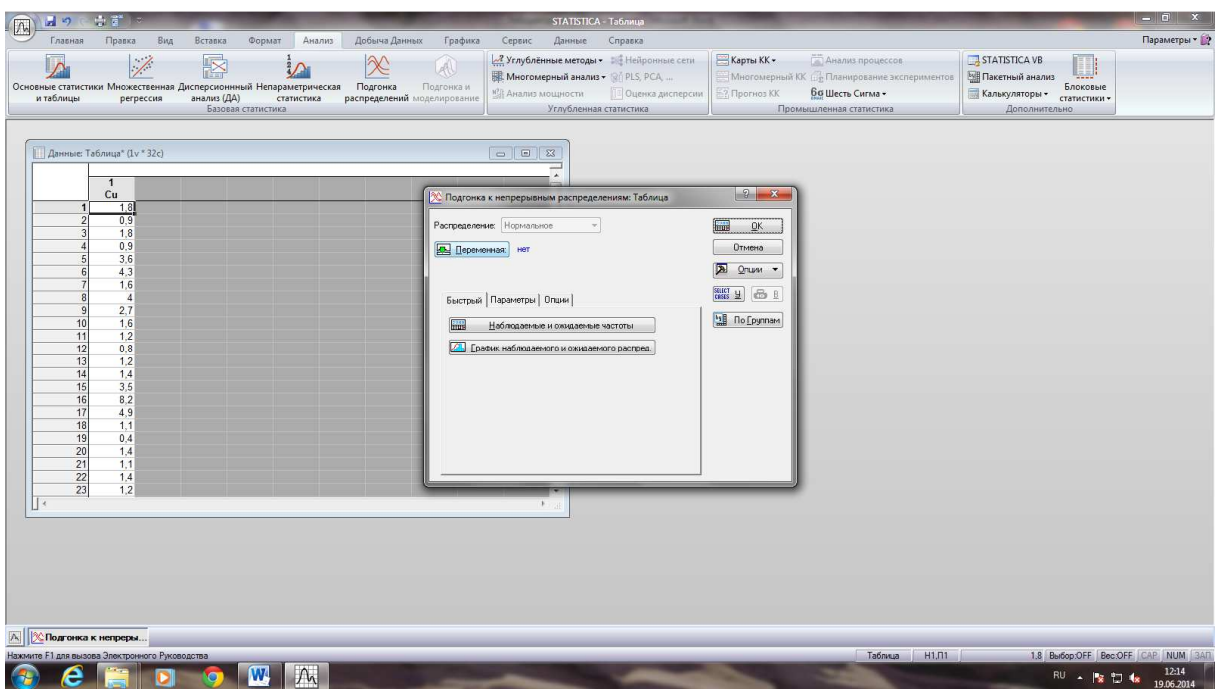 STATISTICA - Таблица
Главная Правка Вид Вставка Формат Анализ Добыча Данных Графика Сервис Данные Справка Параметры
Основные статистики и таблицы
Множественная регрессия
Дисперсионнный анализ (ДА)
Непараметрическая статистика
Подгонка распределений
Подгонка и моделирование
Базовая статистика
Углублённые методы
Многомерный анализ
Анализ мощности
Нейронные сети
PLS, PCA, ...
Оценка дисперсии
Углубленная статистика
Карты КК
Многомерный КК
Прогноз КК
Анализ процессов
Планирование экспериментов
6σ Шесть Сигма
Промышленная статистика
STATISTICA VB
Пакетный анализ
Калькуляторы
Блоковые статистики
Дополнительно
Данные: Таблица* (1v * 32c)
1
Cu
1 1,8
2 0,9
3 1,8
4 0,9
5 3,6
6 4,3
7 1,6
8 4
9 2,7
10 1,6
11 1,2
12 0,8
13 1,2
14 1,4
15 3,5
16 8,2
17 4,9
18 1,1
19 0,4
20 1,4
21 1,1
22 1,4
23 1,2
Подгонка к непрерывным распределениям: Таблица
Распределение: Нормальное
Переменная: нет
Быстрый Параметры Опции
Наблюдаемые и ожидаемые частоты
График наблюдаемого и ожидаемого распред.
OK
Отмена
Опции
SELECT CASES
По Группам
Подгонка к непреры...
Нажмите F1 для вызова Электронного Руководства
Таблица Н1,П1 1,8 Выбор:OFF Вес:OFF CAP NUM ЗАП
RU 12:14
19.06.2014